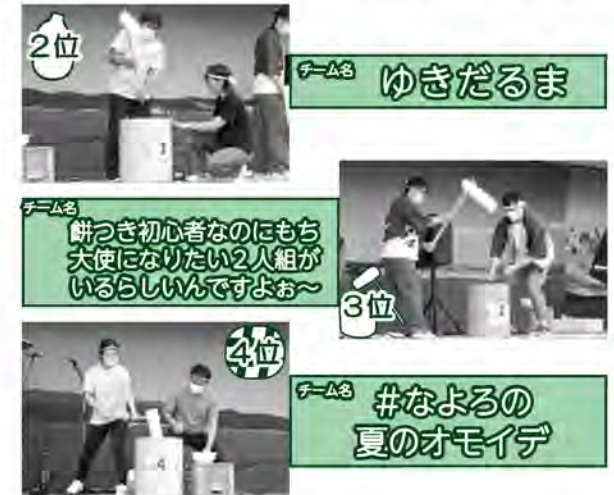 2位
チーム名
ゆきだるま
チーム名
餅つき初心者なのにもち
大使になりたい2人組が
いるらしいんですよぉ〜
3位
4位
4
チーム名
#なよろの
夏のオモイデ